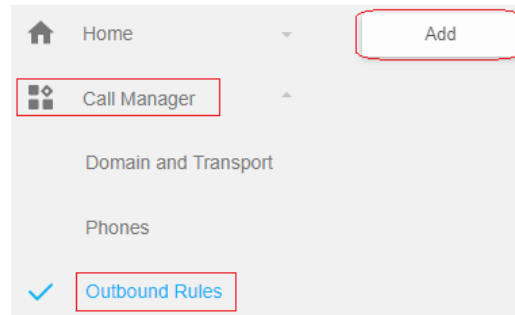 Home
Add
Call Manager
Domain and Transport
Phones
Outbound Rules